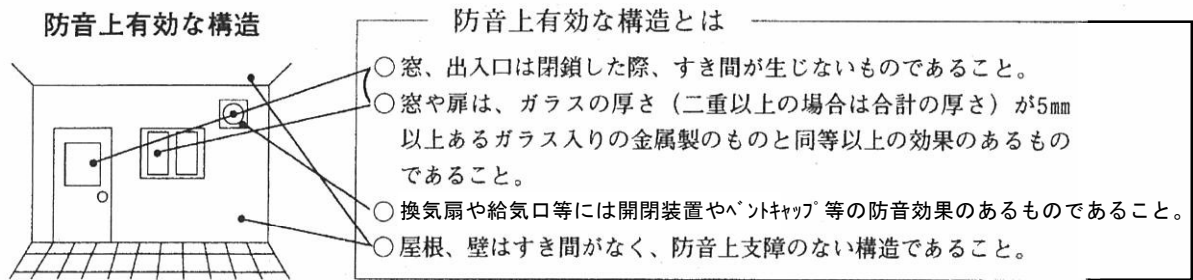 防音上有効な構造
防音上有効な構造とは
○窓、出入口は閉鎖した際、すき間が生じないものであること。
○窓や扉は、ガラスの厚さ（二重以上の場合は合計の厚さ）が5㎜
以上あるガラス入りの金属製のものと同等以上の効果のあるもの
であること。
○換気扇や給気口等には開閉装置やﾍﾞﾝﾄｷｬｯﾌﾟ等の防音効果のあるものであること。
○屋根、壁はすき間がなく、防音上支障のない構造であること。